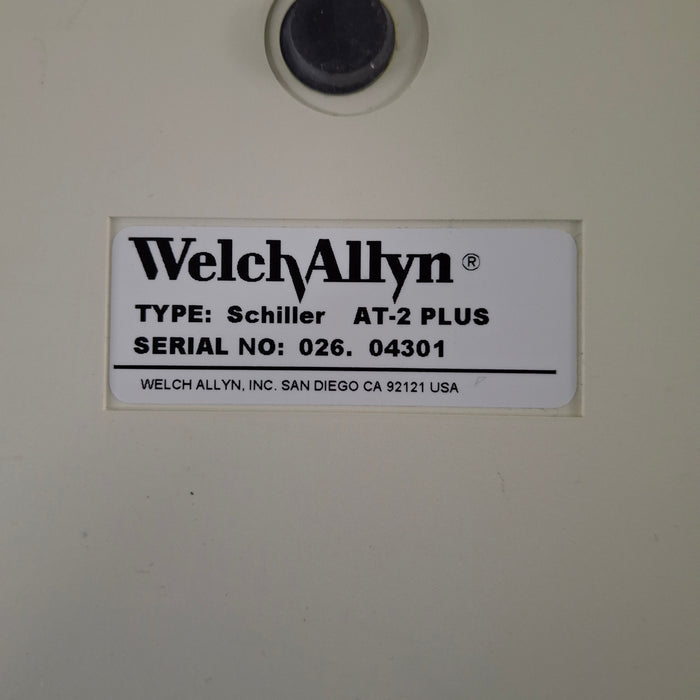 WelchAllyn®
TYPE: Schiller AT-2 PLUS
SERIAL NO: 026. 04301
WELCH ALLYN, INC. SAN DIEGO CA 92121 USA